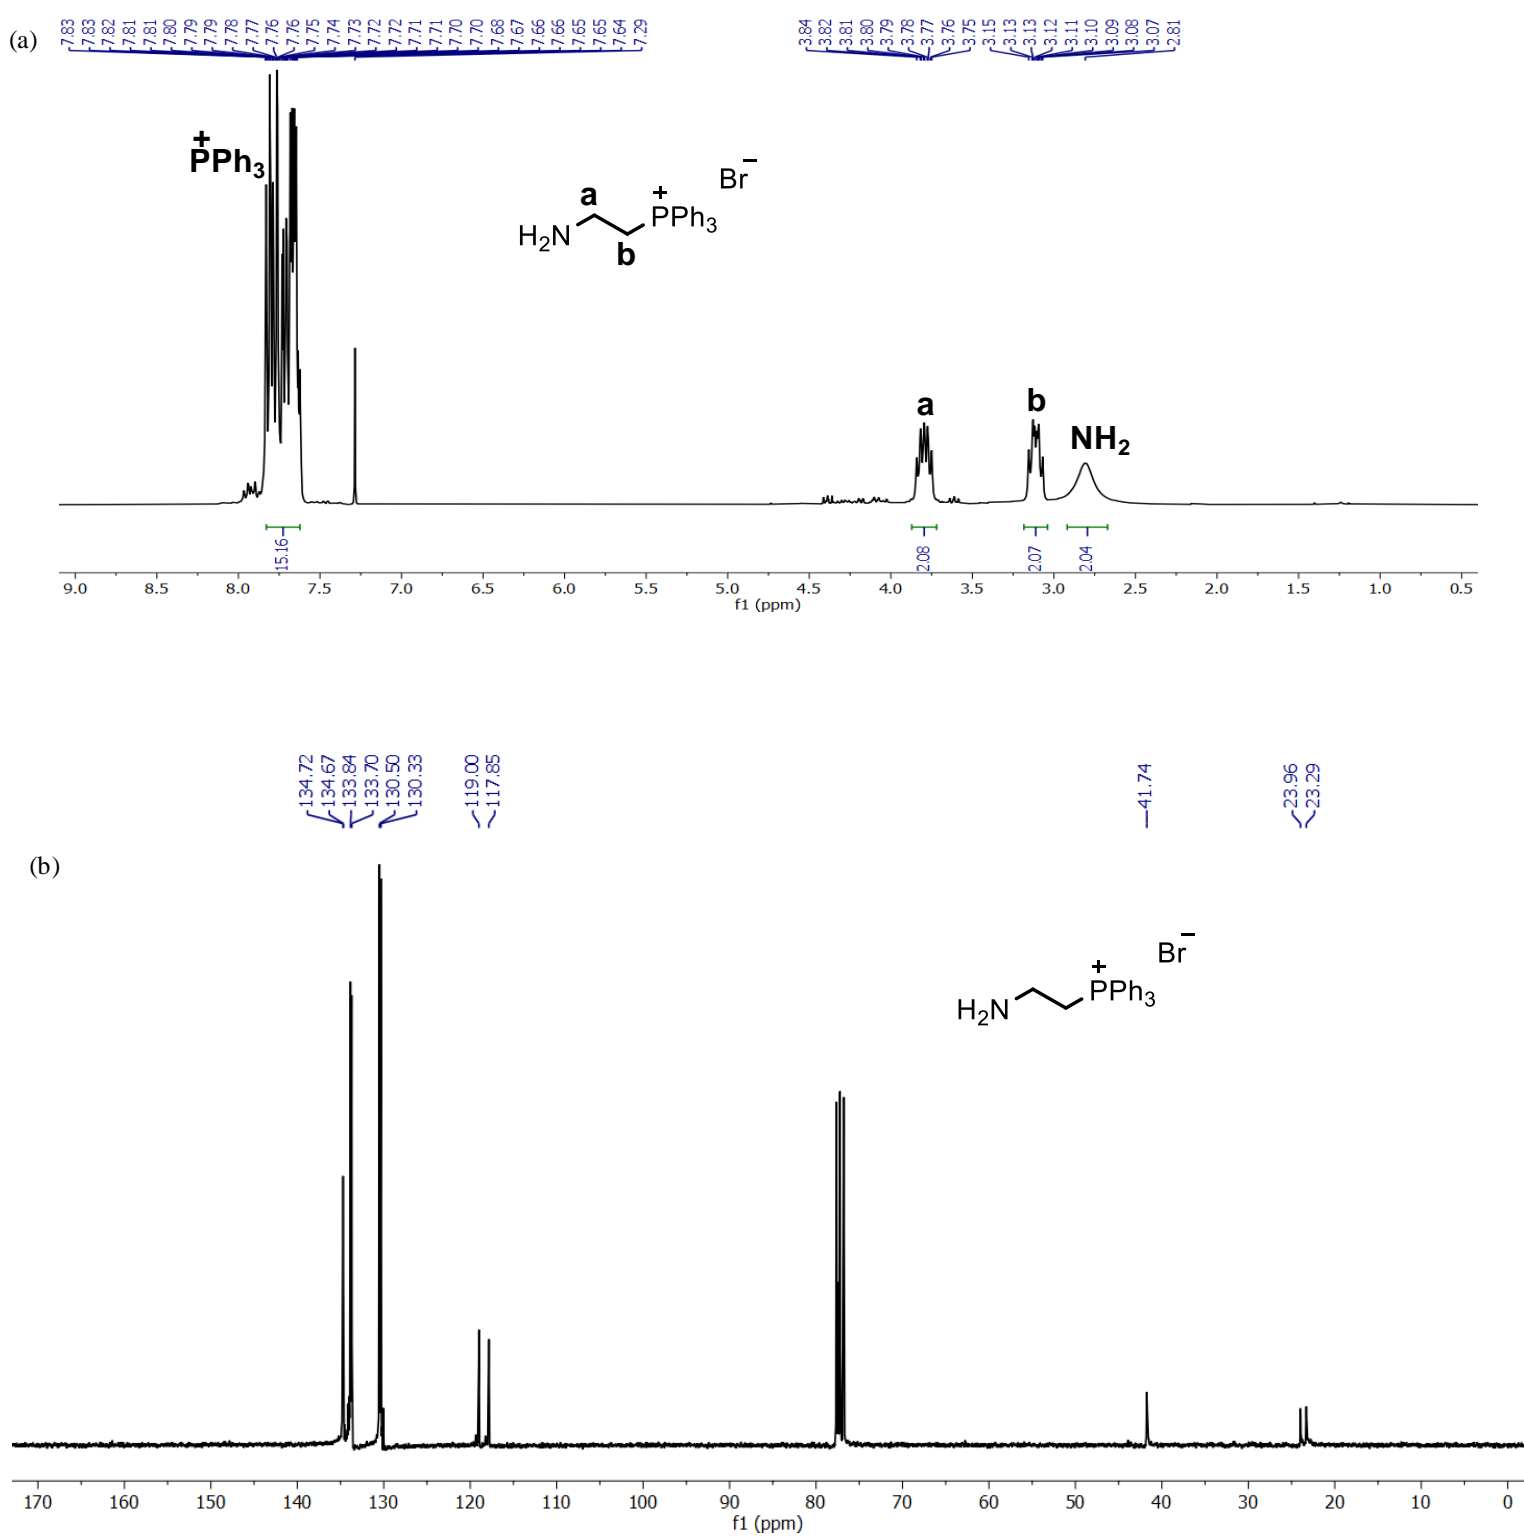 (a)
7.83 7.83 7.82 7.81 7.81 7.80 7.79 7.79 7.78 7.77 7.76 7.76 7.75 7.74 7.73 7.72 7.72 7.71 7.71 7.70 7.70 7.68 7.67 7.66 7.66 7.65 7.65 7.64 7.29
3.84 3.82 3.81 3.80 3.79 3.78 3.77 3.76 3.75 3.15 3.13 3.13 3.12 3.11 3.10 3.09 3.08 3.07 2.81
+
PPh3
a
H2N
b
+
PPh3
Br−
a
b
NH2
15.16 2.08 2.07 2.04
9.0 8.5 8.0 7.5 7.0 6.5 6.0 5.5 5.0 4.5 4.0 3.5 3.0 2.5 2.0 1.5 1.0 0.5
f1 (ppm)
134.72 134.67 133.84 133.70 130.50 130.33 119.00 117.85 41.74 23.96 23.29
(b)
H2N
+
PPh3
Br−
170 160 150 140 130 120 110 100 90 80 70 60 50 40 30 20 10 0
f1 (ppm)